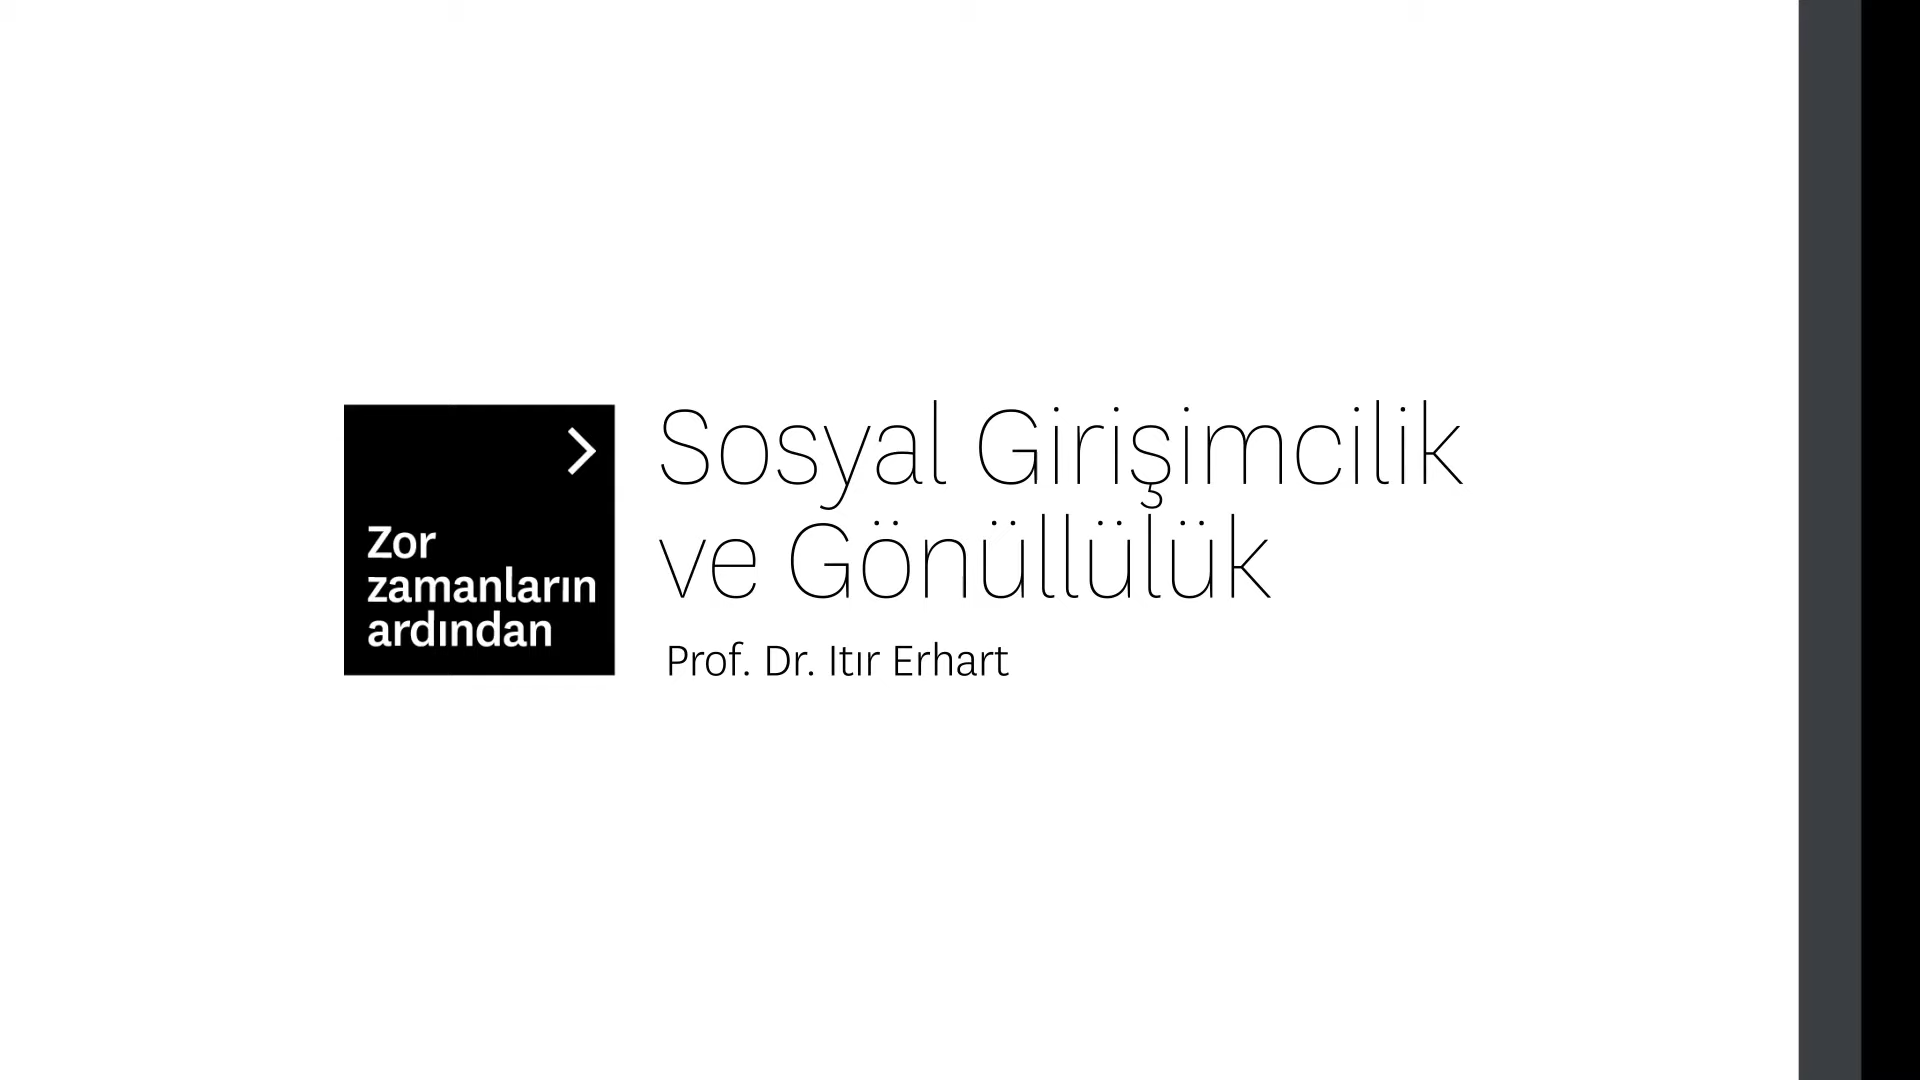 Zor
zamanların
ardından
Sosyal Girişimcilik
ve Gönüllülük
Prof. Dr. Itır Erhart